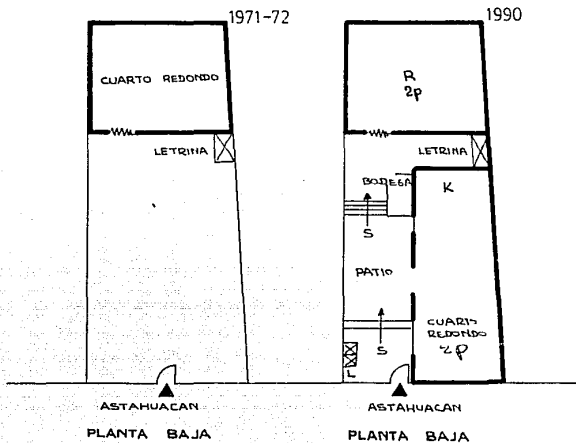 1971-72
CUARTO REDONDO
LETRINA
ASTAHUACAN
PLANTA BAJA
1990
R
2p
LETRINA
BODEGA
K
S
PATIO
CUARTO
REDONDO
2P
S
L
ASTAHUACAN
PLANTA BAJA